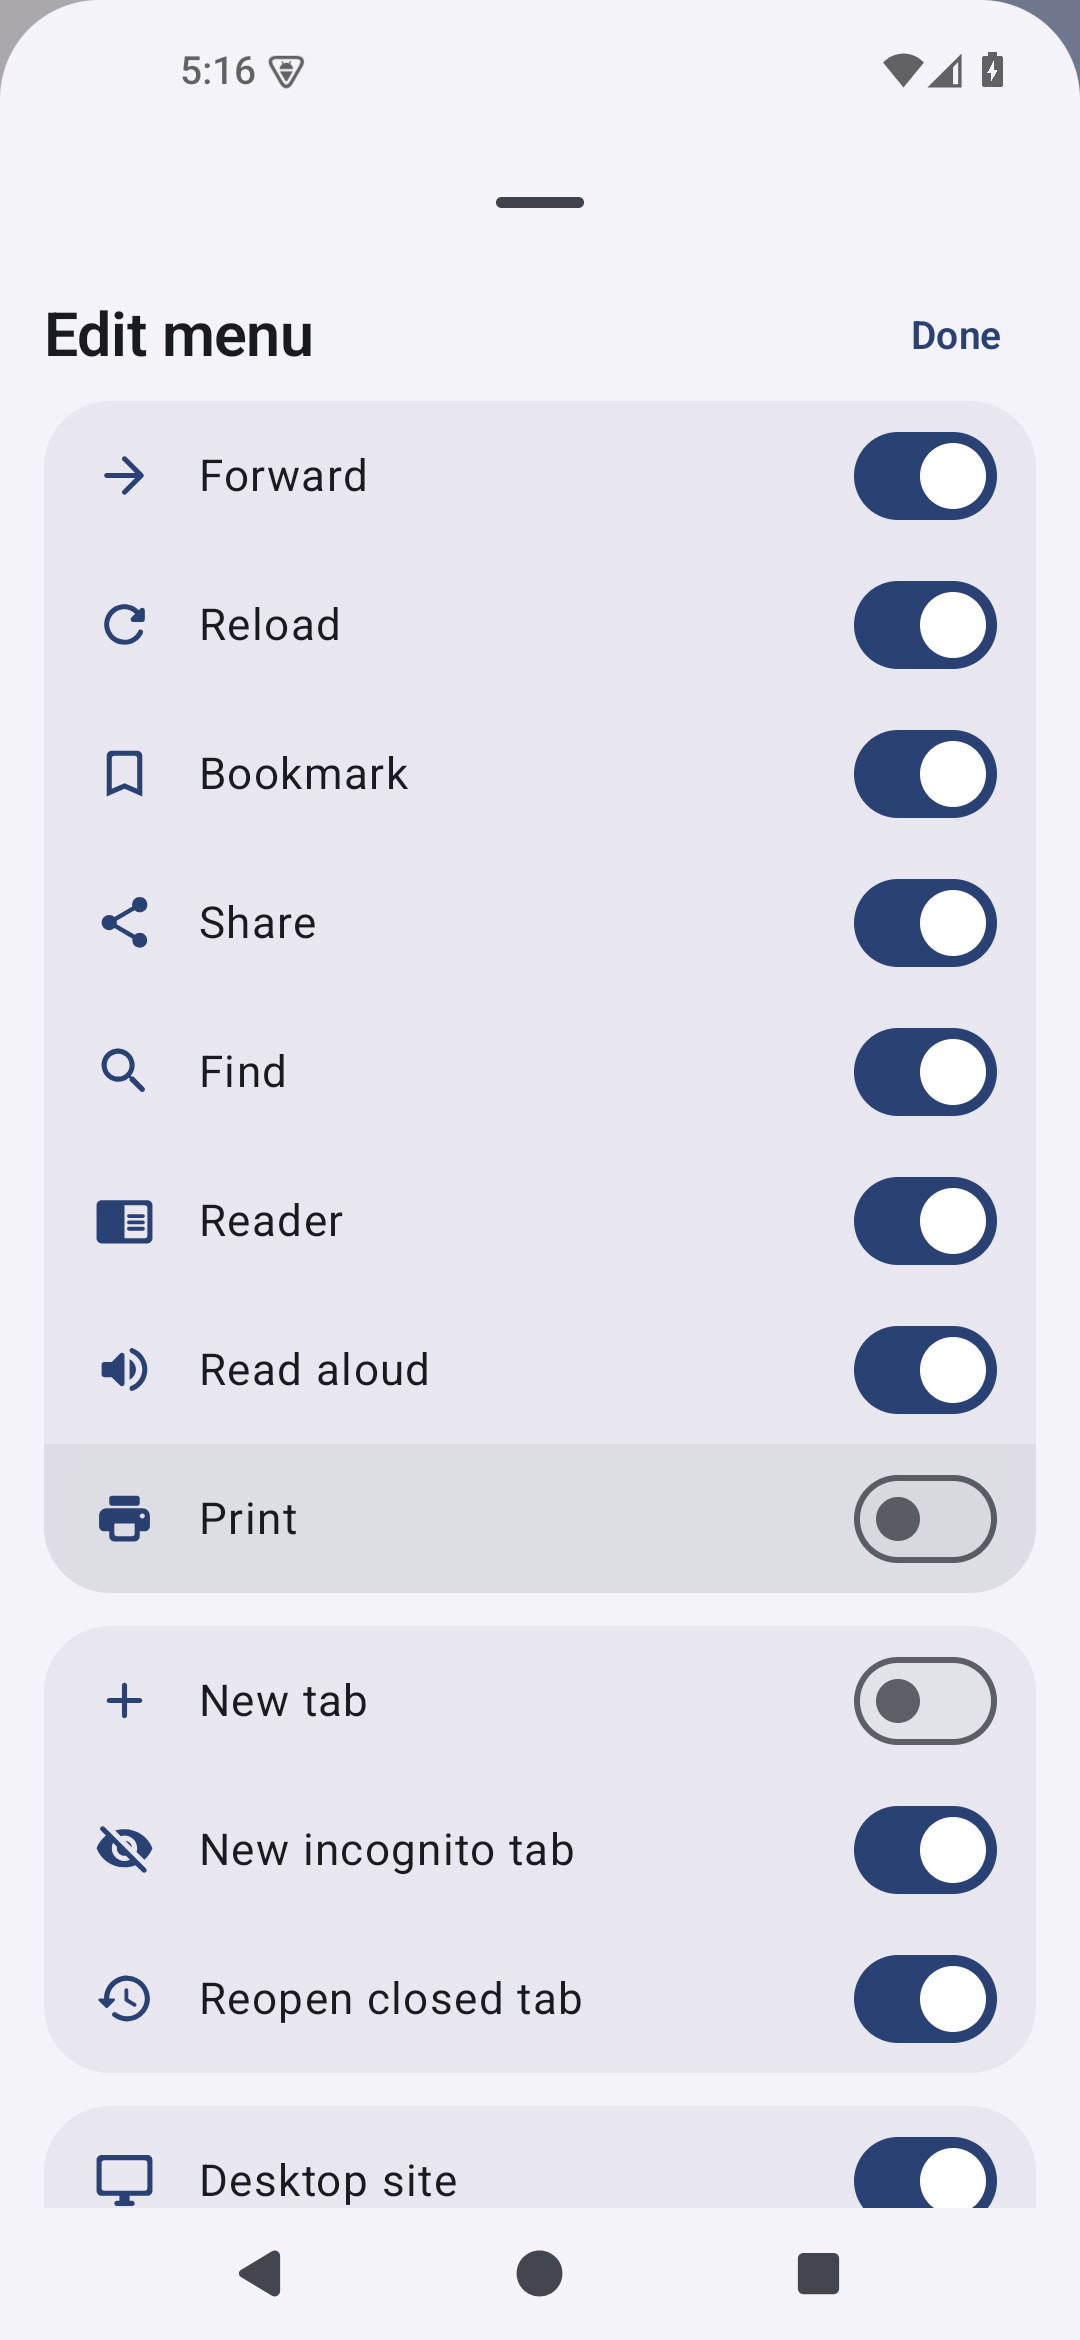 5:16
Edit menu
Done
Forward
Reload
Bookmark
Share
Find
Reader
Read aloud
Print
New tab
New incognito tab
Reopen closed tab
Desktop site